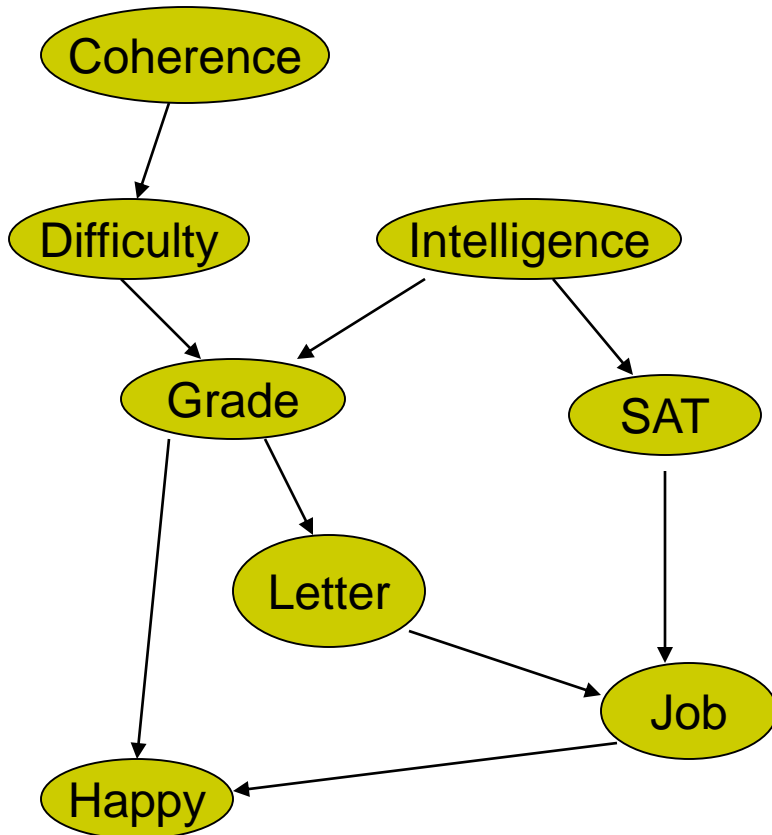 Coherence
Difficulty
Intelligence
Grade
SAT
Letter
Job
Happy